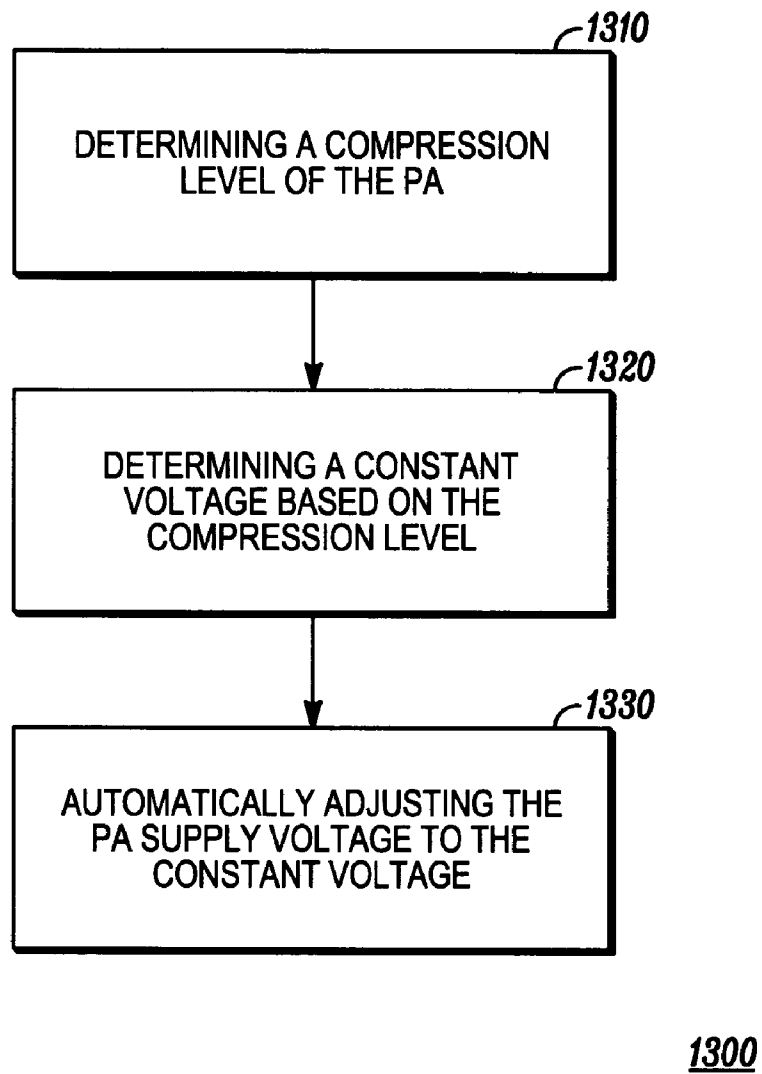 1310
DETERMINING A COMPRESSION
LEVEL OF THE PA
1320
DETERMINING A CONSTANT
VOLTAGE BASED ON THE
COMPRESSION LEVEL
1330
AUTOMATICALLY ADJUSTING THE
PA SUPPLY VOLTAGE TO THE
CONSTANT VOLTAGE
1300